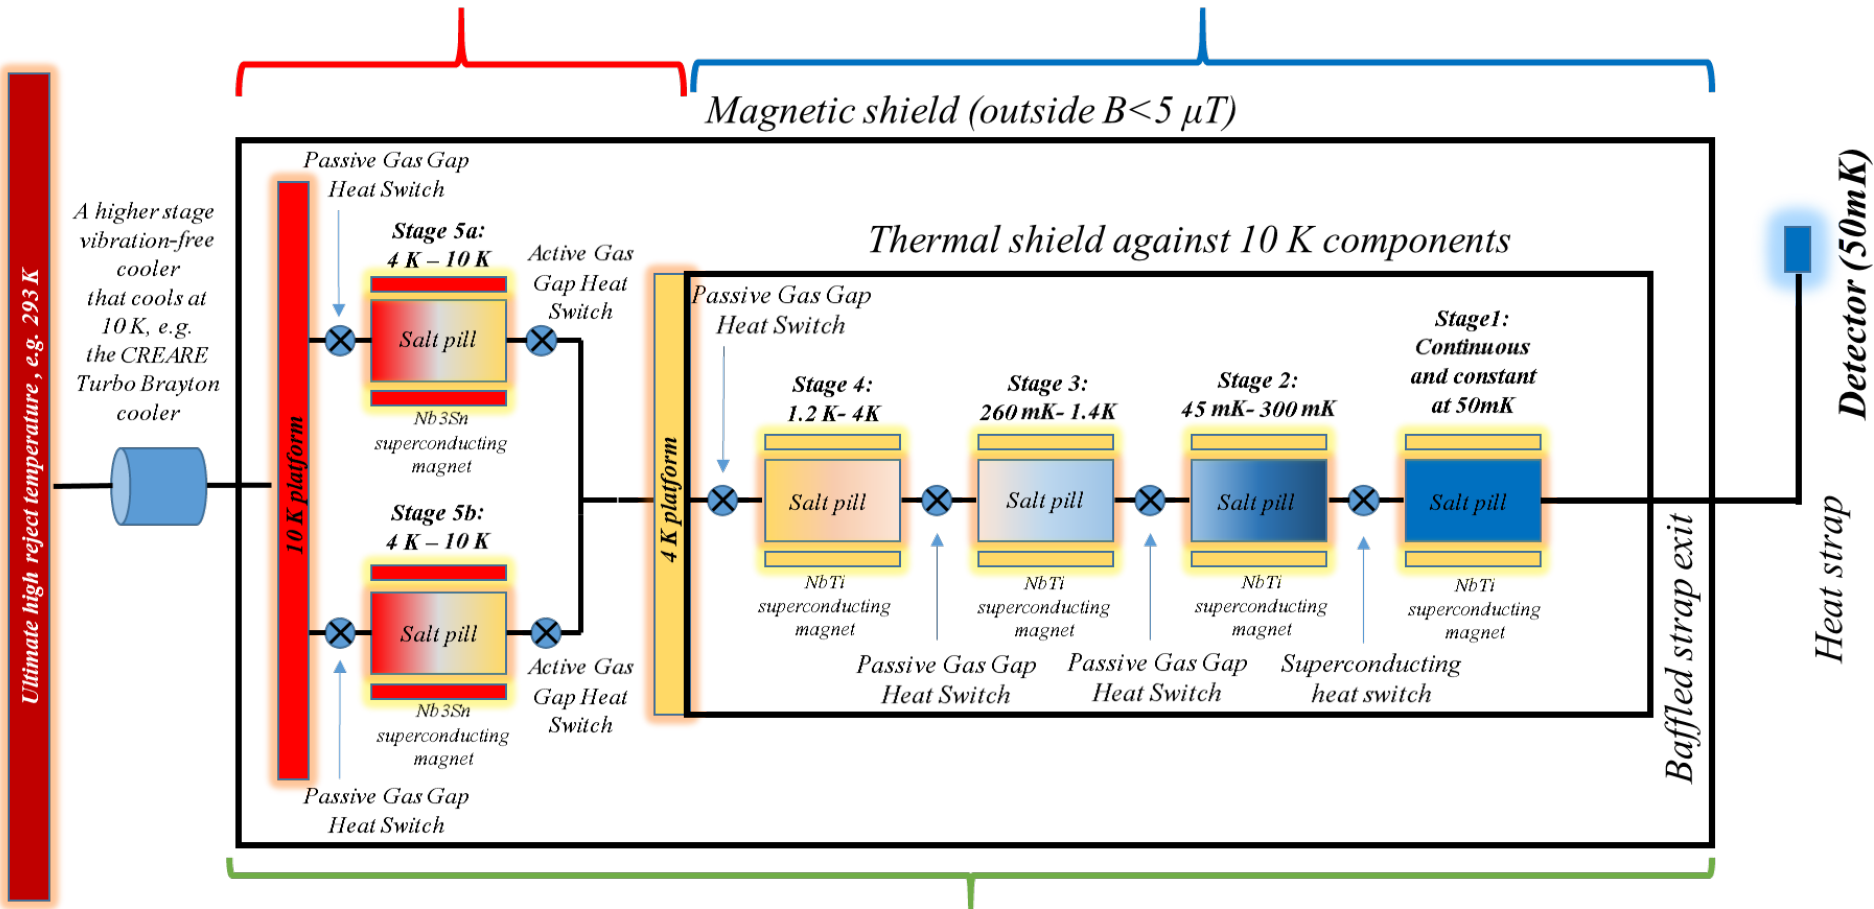 Magnetic shield (outside B<5 μT)
Ultimate high reject temperature , e.g. 293 K
A higher stage
vibration-free
cooler
that cools at
10 K, e.g.
the CREARE
Turbo Brayton
cooler
10 K platform
Passive Gas Gap
Heat Switch
Stage 5a:
4 K – 10 K
Salt pill
Nb3Sn
superconducting
magnet
Active Gas
Gap Heat
Switch
Stage 5b:
4 K – 10 K
Salt pill
Nb3Sn
superconducting
magnet
Active Gas
Gap Heat
Switch
Passive Gas Gap
Heat Switch
4 K platform
Thermal shield against 10 K components
Passive Gas Gap
Heat Switch
Stage 4:
1.2 K- 4K
Salt pill
NbTi
superconducting
magnet
Passive Gas Gap
Heat Switch
Stage 3:
260 mK- 1.4K
Salt pill
NbTi
superconducting
magnet
Passive Gas Gap
Heat Switch
Stage 2:
45 mK- 300 mK
Salt pill
NbTi
superconducting
magnet
Superconducting
heat switch
Stage1:
Continuous
and constant
at 50mK
Salt pill
NbTi
superconducting
magnet
Baffled strap exit
Detector (50mK)
Heat strap